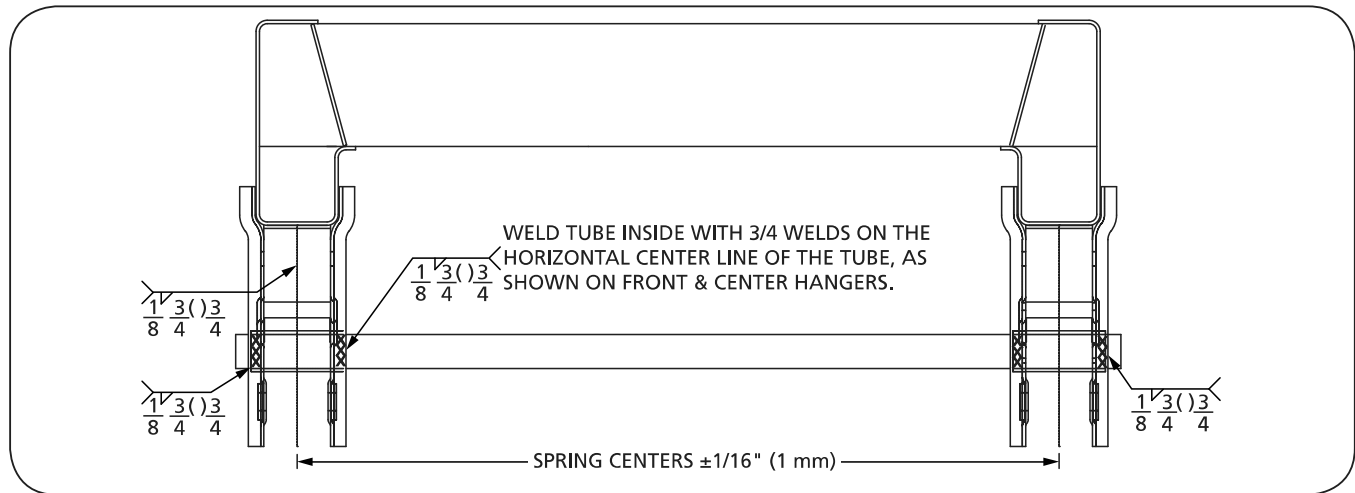 WELD TUBE INSIDE WITH 3/4 WELDS ON THE
HORIZONTAL CENTER LINE OF THE TUBE, AS
SHOWN ON FRONT & CENTER HANGERS.
1/8 3/4 ( ) 3/4
1/8 3/4 ( ) 3/4
1/8 3/4 ( ) 3/4
1/8 3/4 ( ) 3/4
SPRING CENTERS ±1/16" (1 mm)